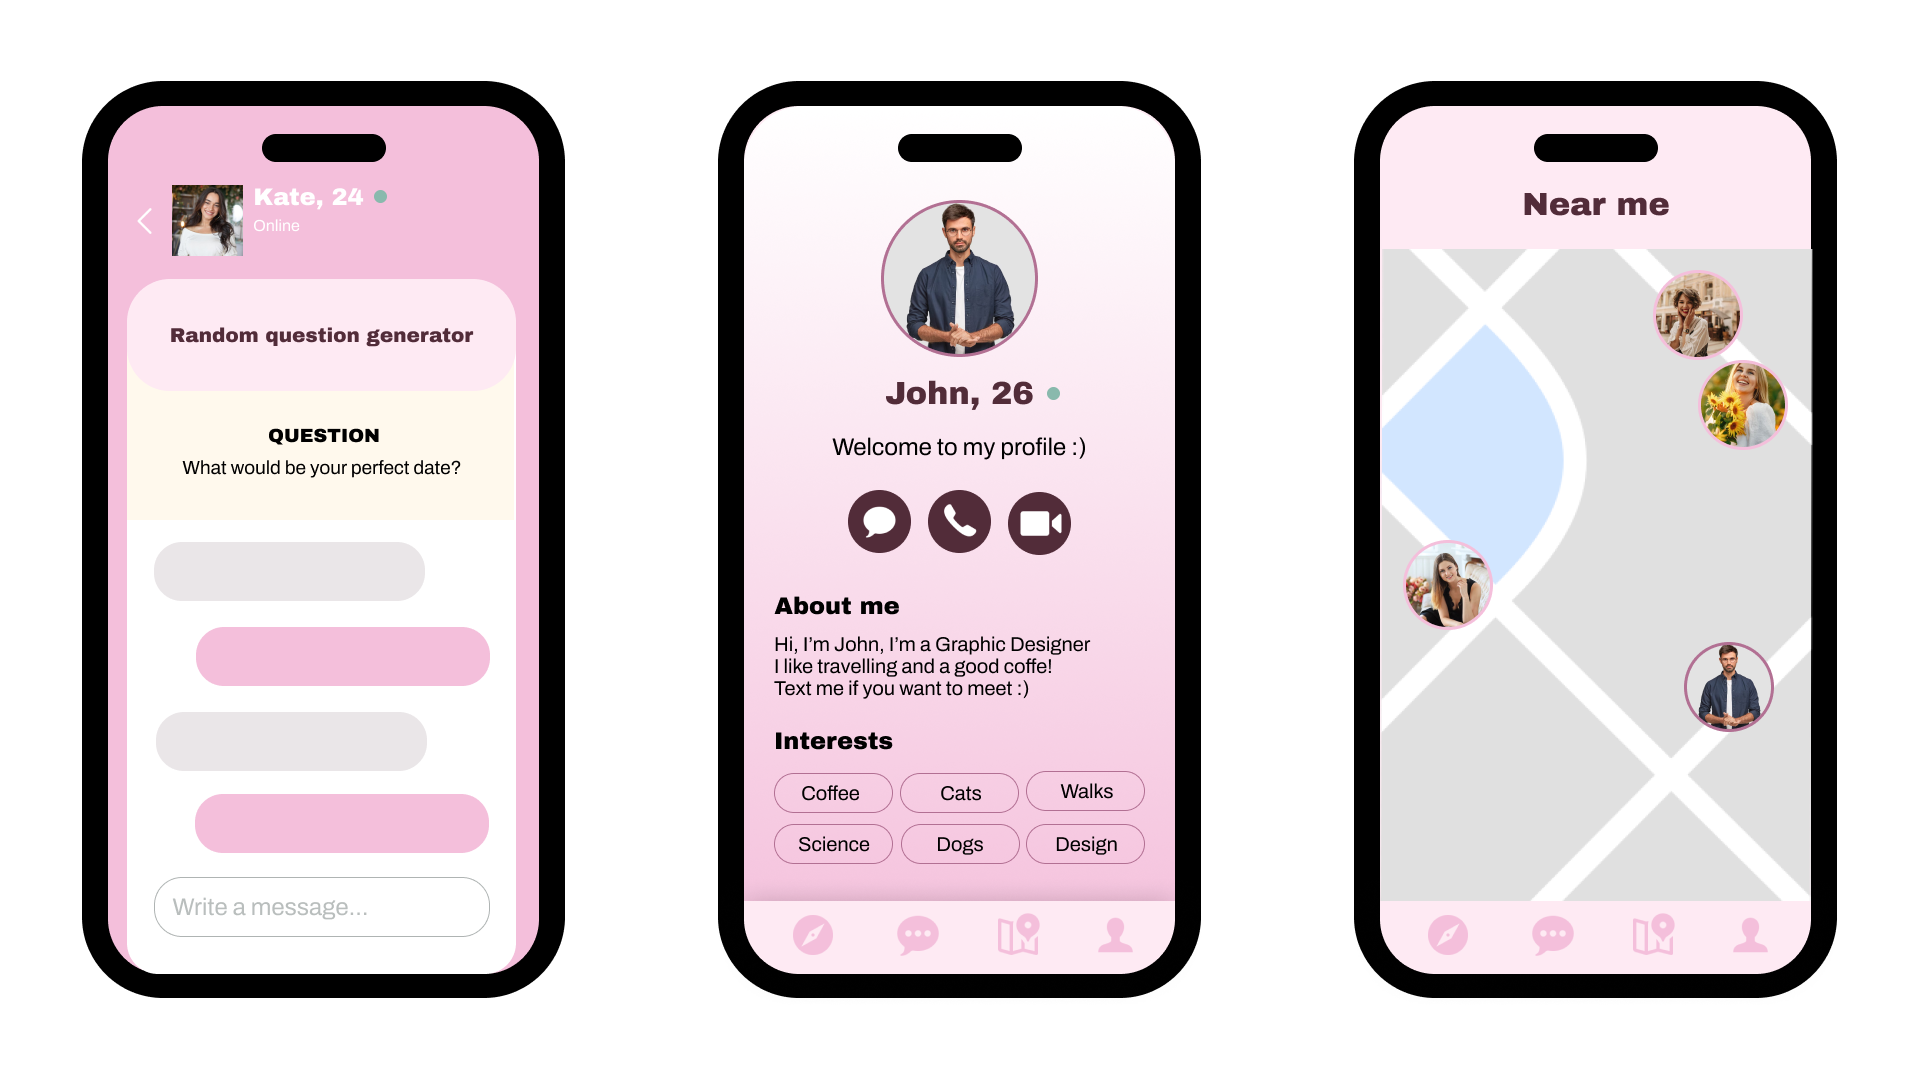 Kate, 24
Online
Random question generator
QUESTION
What would be your perfect date?
Write a message...
John, 26
Welcome to my profile :)
About me
Hi, I'm John, I'm a Graphic Designer
I like travelling and a good coffe!
Text me if you want to meet :)
Interests
Coffee
Cats
Walks
Science
Dogs
Design
Near me